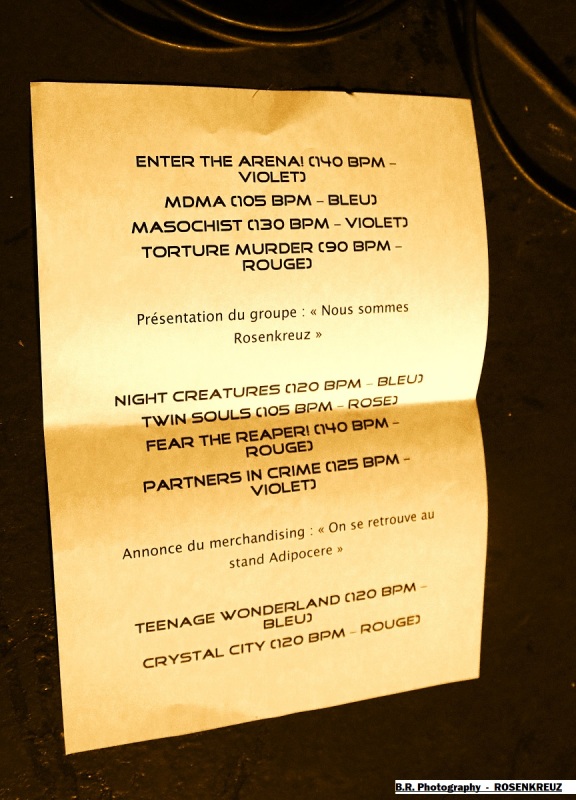 ENTER THE ARENA! (140 BPM –
VIOLET)
MDMA (105 BPM – BLEU)
MASOCHIST (130 BPM – VIOLET)
TORTURE MURDER (90 BPM –
ROUGE)
Présentation du groupe : « Nous sommes
Rosenkreuz »
NIGHT CREATURES (120 BPM – BLEU)
TWIN SOULS (105 BPM – ROSE)
FEAR THE REAPER! (140 BPM –
ROUGE)
PARTNERS IN CRIME (125 BPM –
VIOLET)
Annonce du merchandising : « On se retrouve au
stand Adipocere »
TEENAGE WONDERLAND (120 BPM –
BLEU)
CRYSTAL CITY (120 BPM – ROUGE)
B.R. Photography - ROSENKREUZ